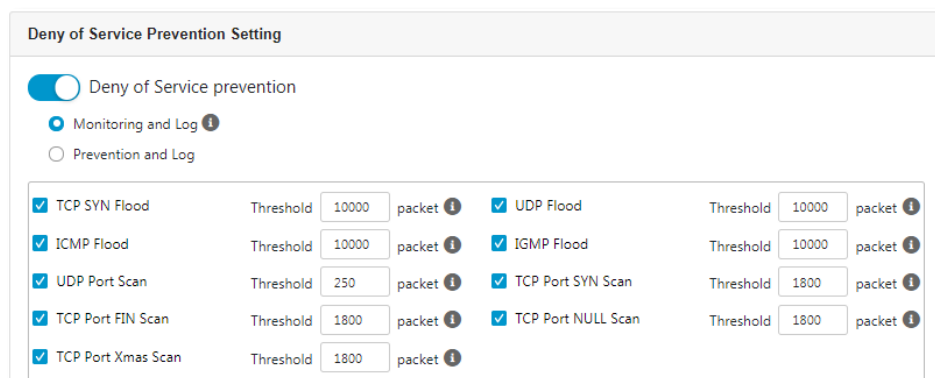 Deny of Service Prevention Setting
Deny of Service prevention
Monitoring and Log
Prevention and Log
TCP SYN Flood Threshold 10000 packet UDP Flood Threshold 10000 packet
ICMP Flood Threshold 10000 packet IGMP Flood Threshold 10000 packet
UDP Port Scan Threshold 250 packet TCP Port SYN Scan Threshold 1800 packet
TCP Port FIN Scan Threshold 1800 packet TCP Port NULL Scan Threshold 1800 packet
TCP Port Xmas Scan Threshold 1800 packet